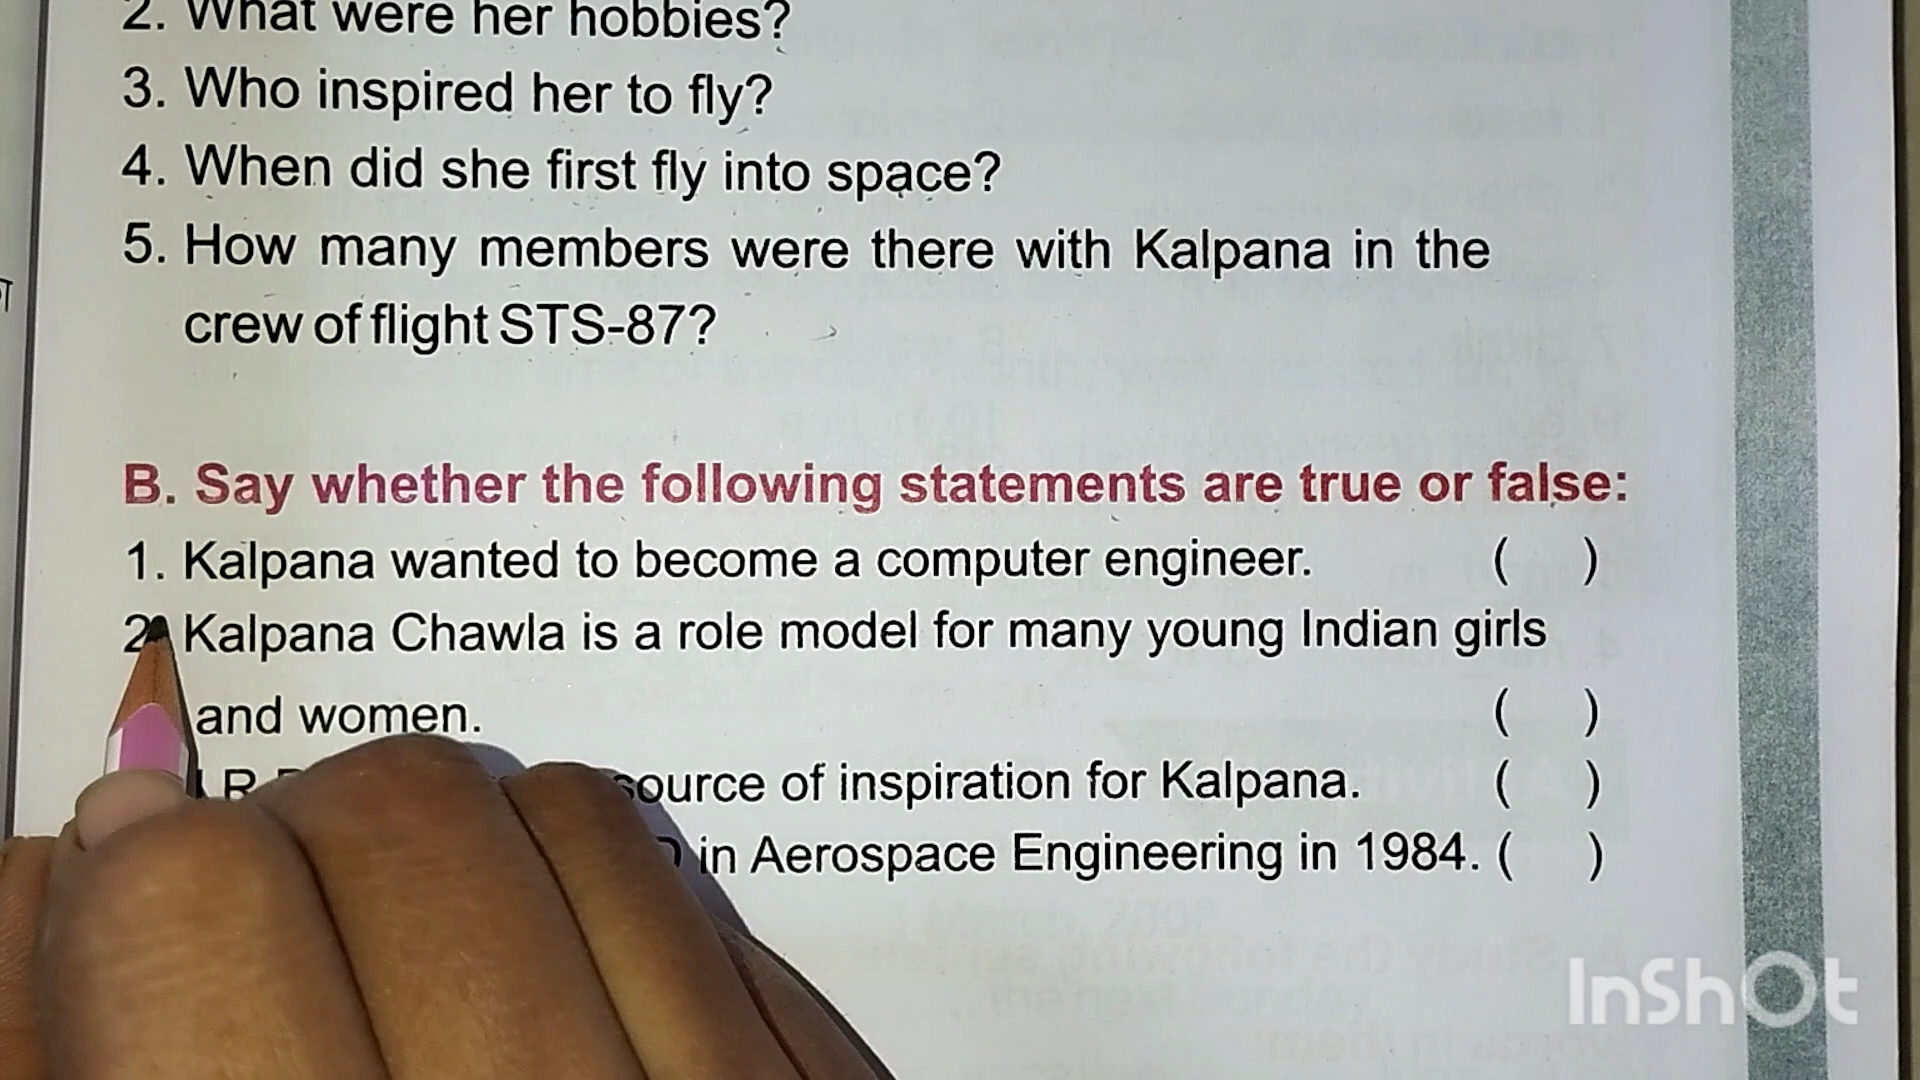 2. What were her hobbies?
3. Who inspired her to fly?
4. When did she first fly into space?
5. How many members were there with Kalpana in the
crew of flight STS-87?
B. Say whether the following statements are true or false:
1. Kalpana wanted to become a computer engineer. ( )
2 Kalpana Chawla is a role model for many young Indian girls
and women. ( )
source of inspiration for Kalpana. ( )
in Aerospace Engineering in 1984. ( )
InShOt